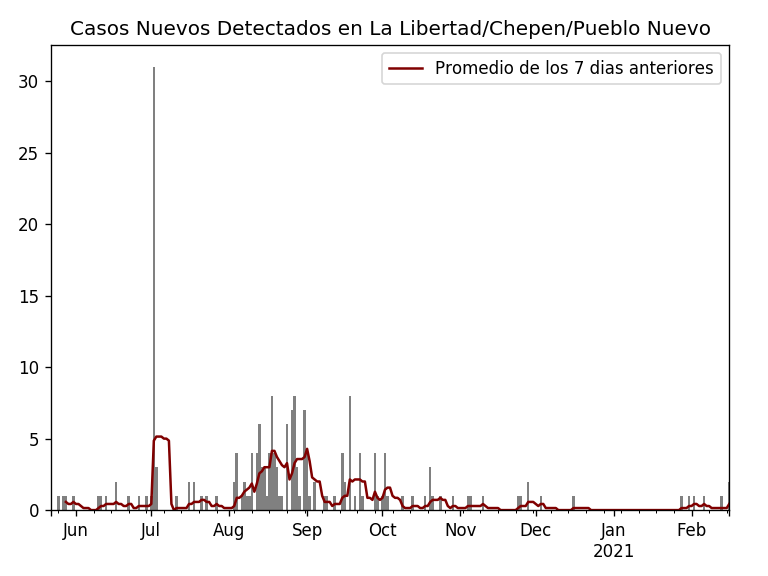 Casos Nuevos Detectados en La Libertad/Chepen/Pueblo Nuevo
Promedio de los 7 dias anteriores
30
25
20
15
10
5
0
Jun Jul Aug Sep Oct Nov Dec Jan Feb
2021